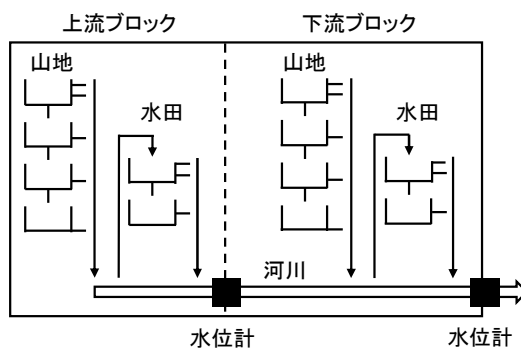 上流ブロック
下流ブロック
山地
水田
山地
水田
河川
水位計
水位計